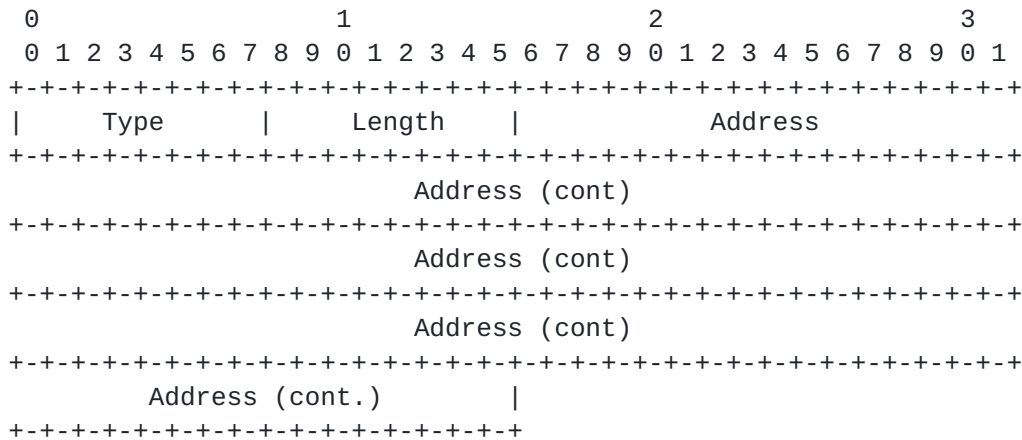 0                   1                   2                   3
 0 1 2 3 4 5 6 7 8 9 0 1 2 3 4 5 6 7 8 9 0 1 2 3 4 5 6 7 8 9 0 1
+-+-+-+-+-+-+-+-+-+-+-+-+-+-+-+-+-+-+-+-+-+-+-+-+-+-+-+-+-+-+-+-+
|     Type      |     Length    |            Address
+-+-+-+-+-+-+-+-+-+-+-+-+-+-+-+-+-+-+-+-+-+-+-+-+-+-+-+-+-+-+-+-+
                         Address (cont)
+-+-+-+-+-+-+-+-+-+-+-+-+-+-+-+-+-+-+-+-+-+-+-+-+-+-+-+-+-+-+-+-+
                         Address (cont)
+-+-+-+-+-+-+-+-+-+-+-+-+-+-+-+-+-+-+-+-+-+-+-+-+-+-+-+-+-+-+-+-+
                         Address (cont)
+-+-+-+-+-+-+-+-+-+-+-+-+-+-+-+-+-+-+-+-+-+-+-+-+-+-+-+-+-+-+-+-+
        Address (cont.)        |
+-+-+-+-+-+-+-+-+-+-+-+-+-+-+-+-+